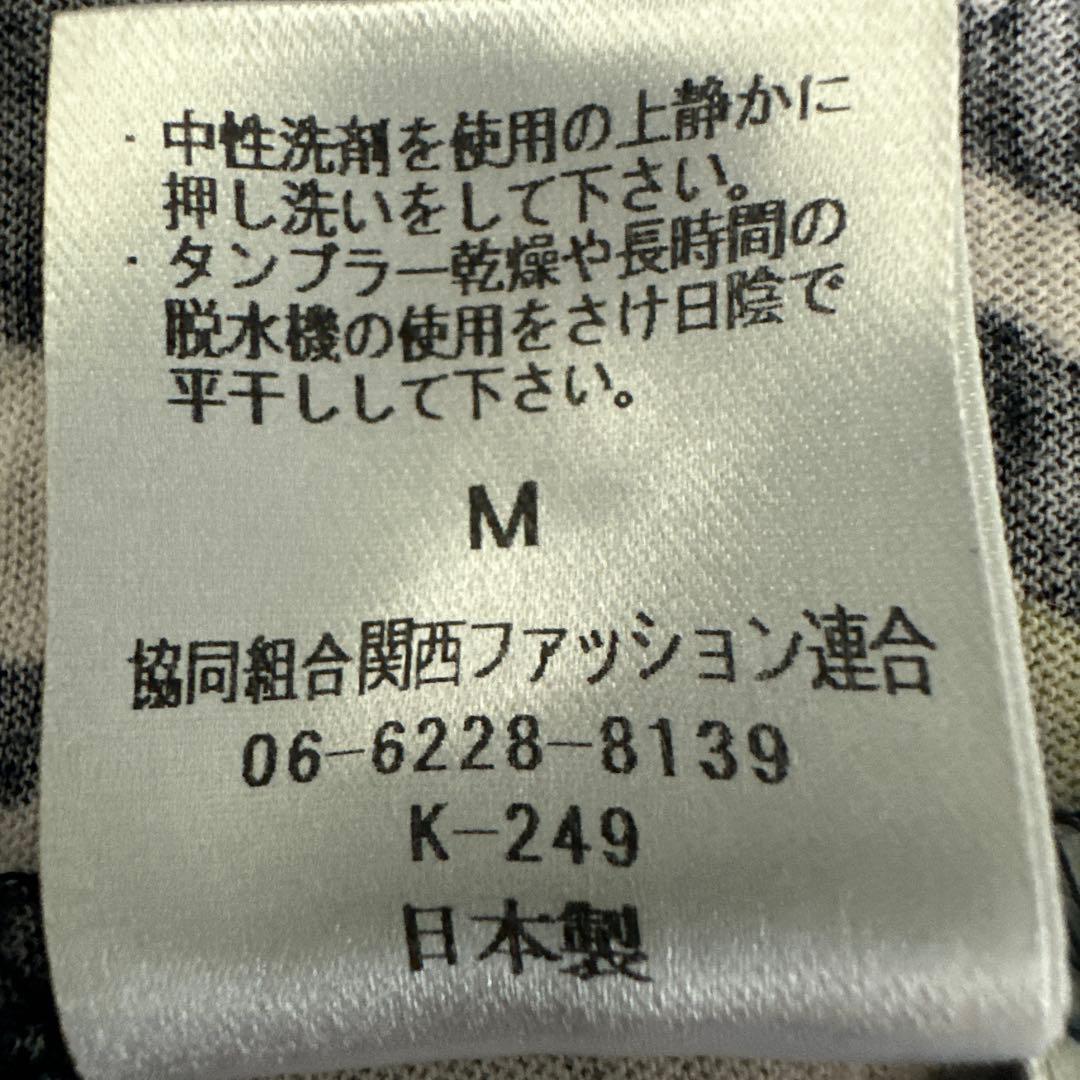 ・中性洗剤を使用の上静かに
押し洗いをして下さい。
・タンブラー乾燥や長時間の
脱水機の使用をさけ日陰で
平干しして下さい。
M
協同組合関西ファッション連合
06-6228-8139
K-249
日本製